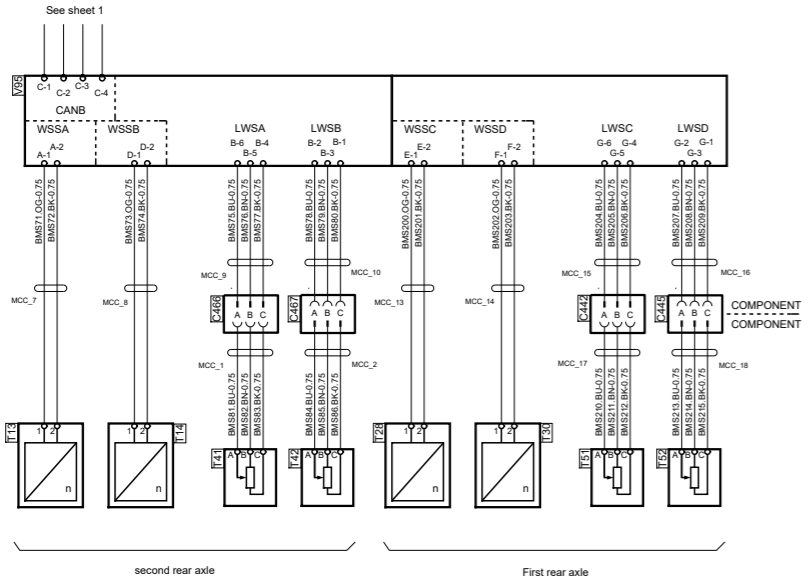 See sheet 1
V95
C-1 C-2 C-3 C-4
CANB
WSSA WSSB LWSA LWSB WSSC WSSD LWSC LWSD
A-1 A-2 D-1 D-2 B-6 B-5 B-4 B-2 B-3 B-1 E-1 E-2 F-1 F-2 G-6 G-5 G-4 G-2 G-3 G-1
BMS71.OG-0.75
BMS72.BK-0.75
BMS73.OG-0.75
BMS74.BK-0.75
BMS75.BU-0.75
BMS76.BN-0.75
BMS77.BK-0.75
BMS78.BU-0.75
BMS79.BN-0.75
BMS80.BK-0.75
BMS200.OG-0.75
BMS201.BK-0.75
BMS202.OG-0.75
BMS203.BK-0.75
BMS204.BU-0.75
BMS205.BN-0.75
BMS206.BK-0.75
BMS207.BU-0.75
BMS208.BN-0.75
BMS209.BK-0.75
MCC_7 MCC_8 MCC_9 MCC_10 MCC_13 MCC_14 MCC_15 MCC_16
C466 A B C
C467 A B C
C442 A B C
C445 A B C
COMPONENT
COMPONENT
MCC_1 MCC_2 MCC_17 MCC_18
BMS81.BU-0.75
BMS82.BN-0.75
BMS83.BK-0.75
BMS84.BU-0.75
BMS85.BN-0.75
BMS86.BK-0.75
BMS210.BU-0.75
BMS211.BN-0.75
BMS212.BK-0.75
BMS213.BU-0.75
BMS214.BN-0.75
BMS215.BK-0.75
T13 1 2 n
T14 1 2 n
T41 A B C
T42 A B C
T28 1 2 n
T30 1 2 n
T51 A B C
T52 A B C
second rear axle
First rear axle